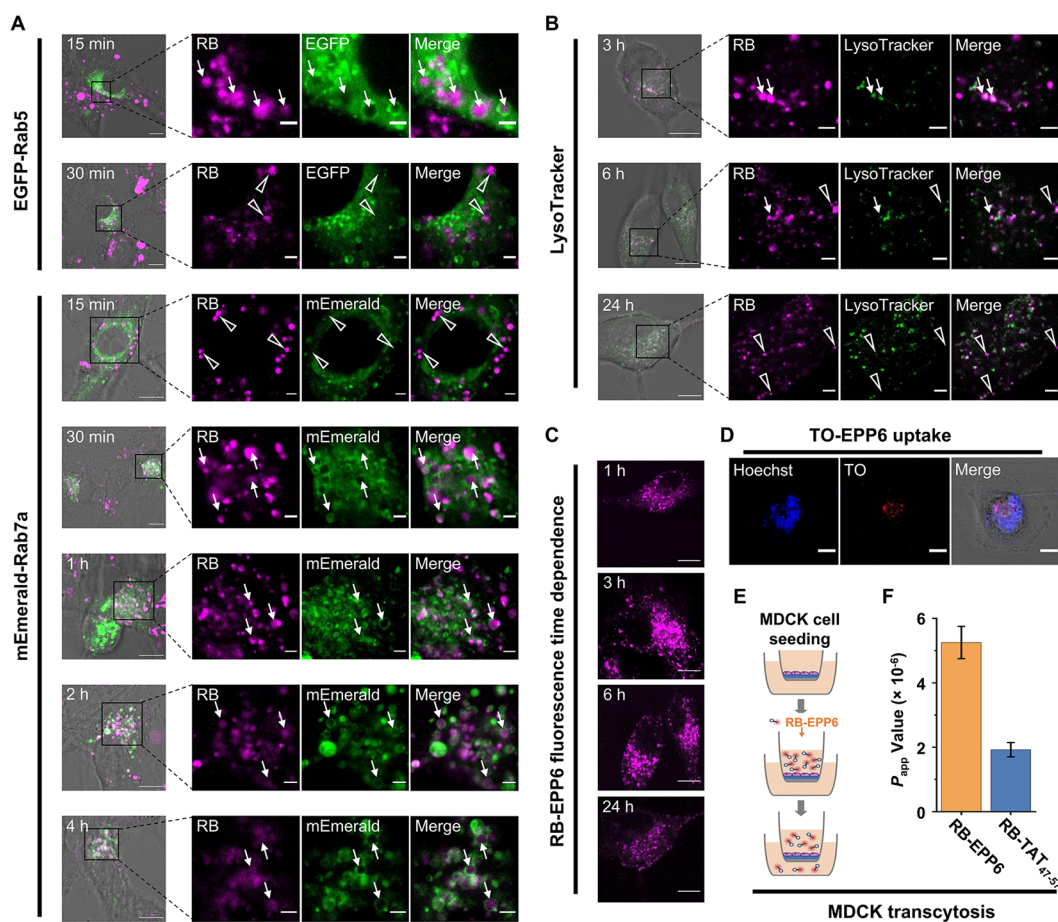 A
EGFP-Rab5
15 min
RB
EGFP
Merge
30 min
RB
EGFP
Merge
mEmerald-Rab7a
15 min
RB
mEmerald
Merge
30 min
RB
mEmerald
Merge
1 h
RB
mEmerald
Merge
2 h
RB
mEmerald
Merge
4 h
RB
mEmerald
Merge
B
LysoTracker
3 h
RB
LysoTracker
Merge
6 h
RB
LysoTracker
Merge
24 h
RB
LysoTracker
Merge
C
RB-EPP6 fluorescence time dependence
1 h
3 h
6 h
24 h
D
TO-EPP6 uptake
Hoechst
TO
Merge
E
MDCK cell
seeding
RB-EPP6
F
Papp Value (× 10-6)
6
4
2
0
RB-EPP6
RB-TAT47-57
MDCK transcytosis